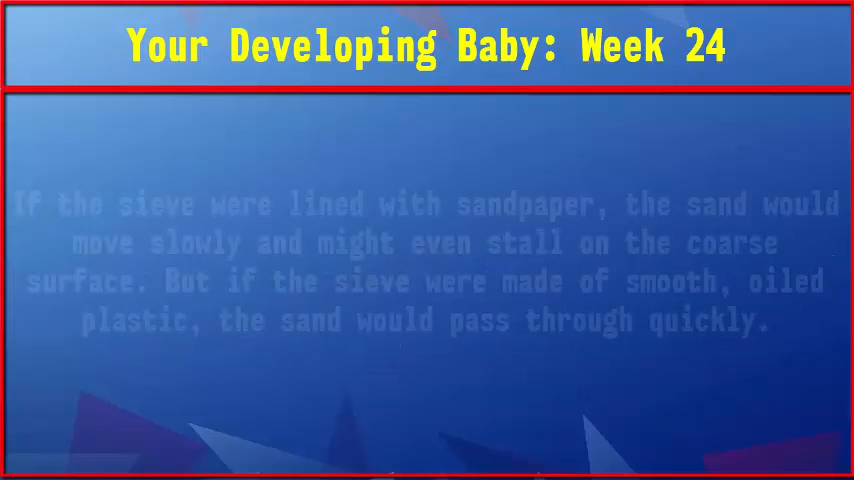 Your Developing Baby: Week 24
If the sieve were lined with sandpaper, the sand would
move slowly and might even stall on the coarse
surface. But if the sieve were made of smooth, oiled
plastic, the sand would pass through quickly.